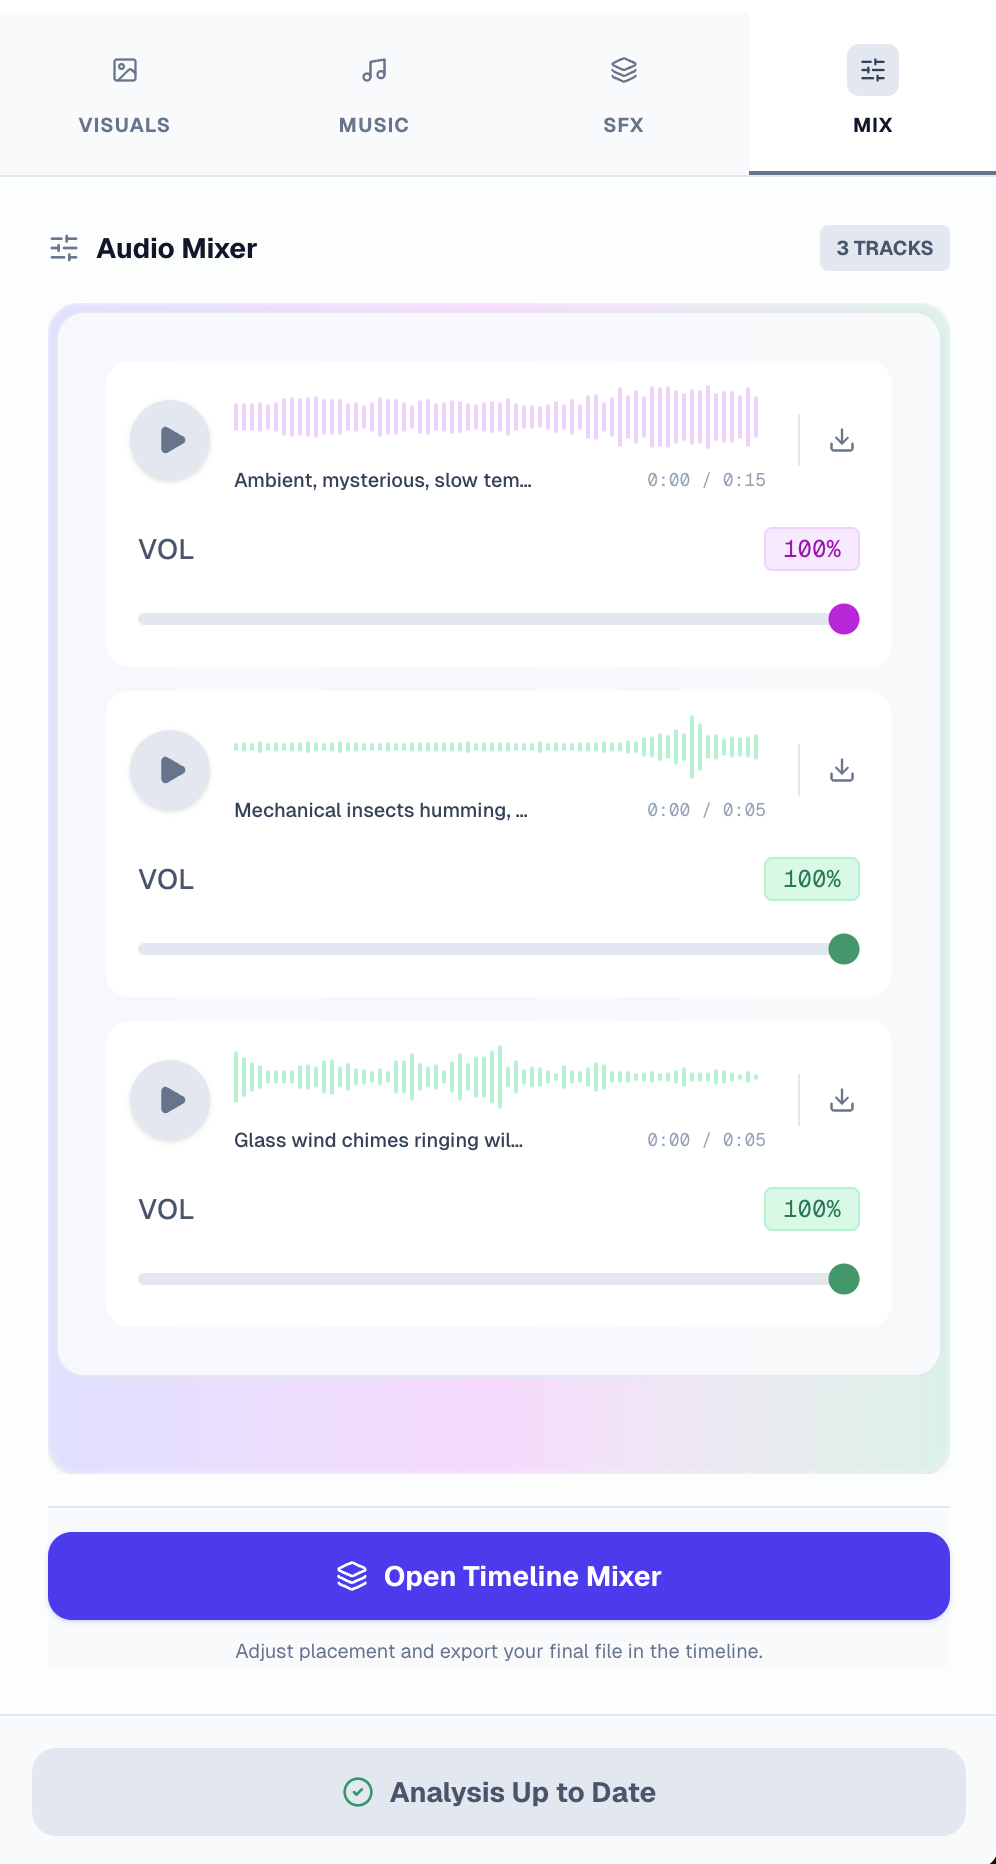 VISUALS
MUSIC
SFX
MIX
Audio Mixer
3 TRACKS
Ambient, mysterious, slow tem...
0:00 / 0:15
VOL
100%
Mechanical insects humming, ...
0:00 / 0:05
VOL
100%
Glass wind chimes ringing wil...
0:00 / 0:05
VOL
100%
Open Timeline Mixer
Adjust placement and export your final file in the timeline.
Analysis Up to Date